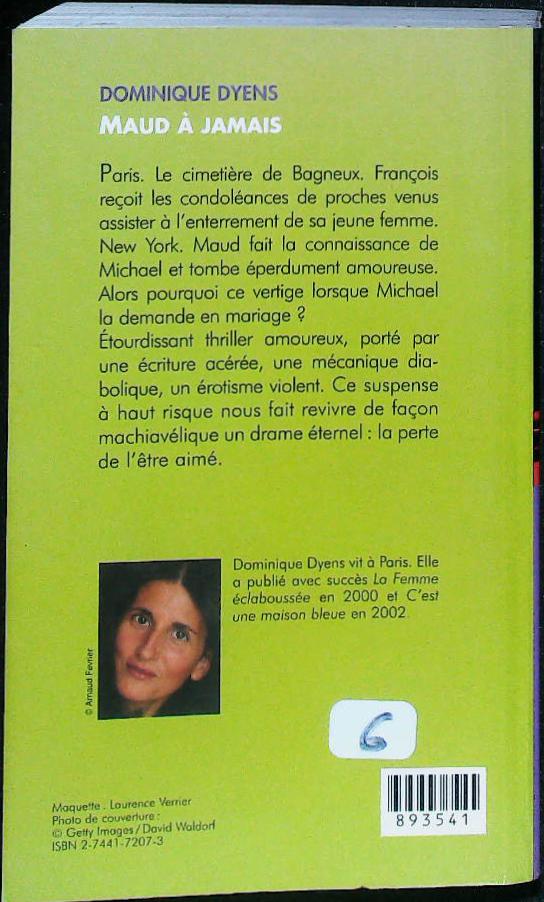 DOMINIQUE DYENS
MAUD À JAMAIS
Paris. Le cimetière de Bagneux. François
reçoit les condoléances de proches venus
assister à l'enterrement de sa jeune femme.
New York. Maud fait la connaissance de
Michael et tombe éperdument amoureuse.
Alors pourquoi ce vertige lorsque Michael
la demande en mariage ?
Étourdissant thriller amoureux, porté par
une écriture acérée, une mécanique dia-
bolique, un érotisme violent. Ce suspense
à haut risque nous fait revivre de façon
machiavélique un drame éternel : la perte
de l'être aimé.
Dominique Dyens vit à Paris. Elle
a publié avec succès La Femme
éclaboussée en 2000 et C'est
une maison bleue en 2002.
© Arnaud Fevrier
6
893541
Maquette : Laurence Verrier
Photo de couverture :
© Getty Images / David Waldorf
ISBN 2-7441-7207-3